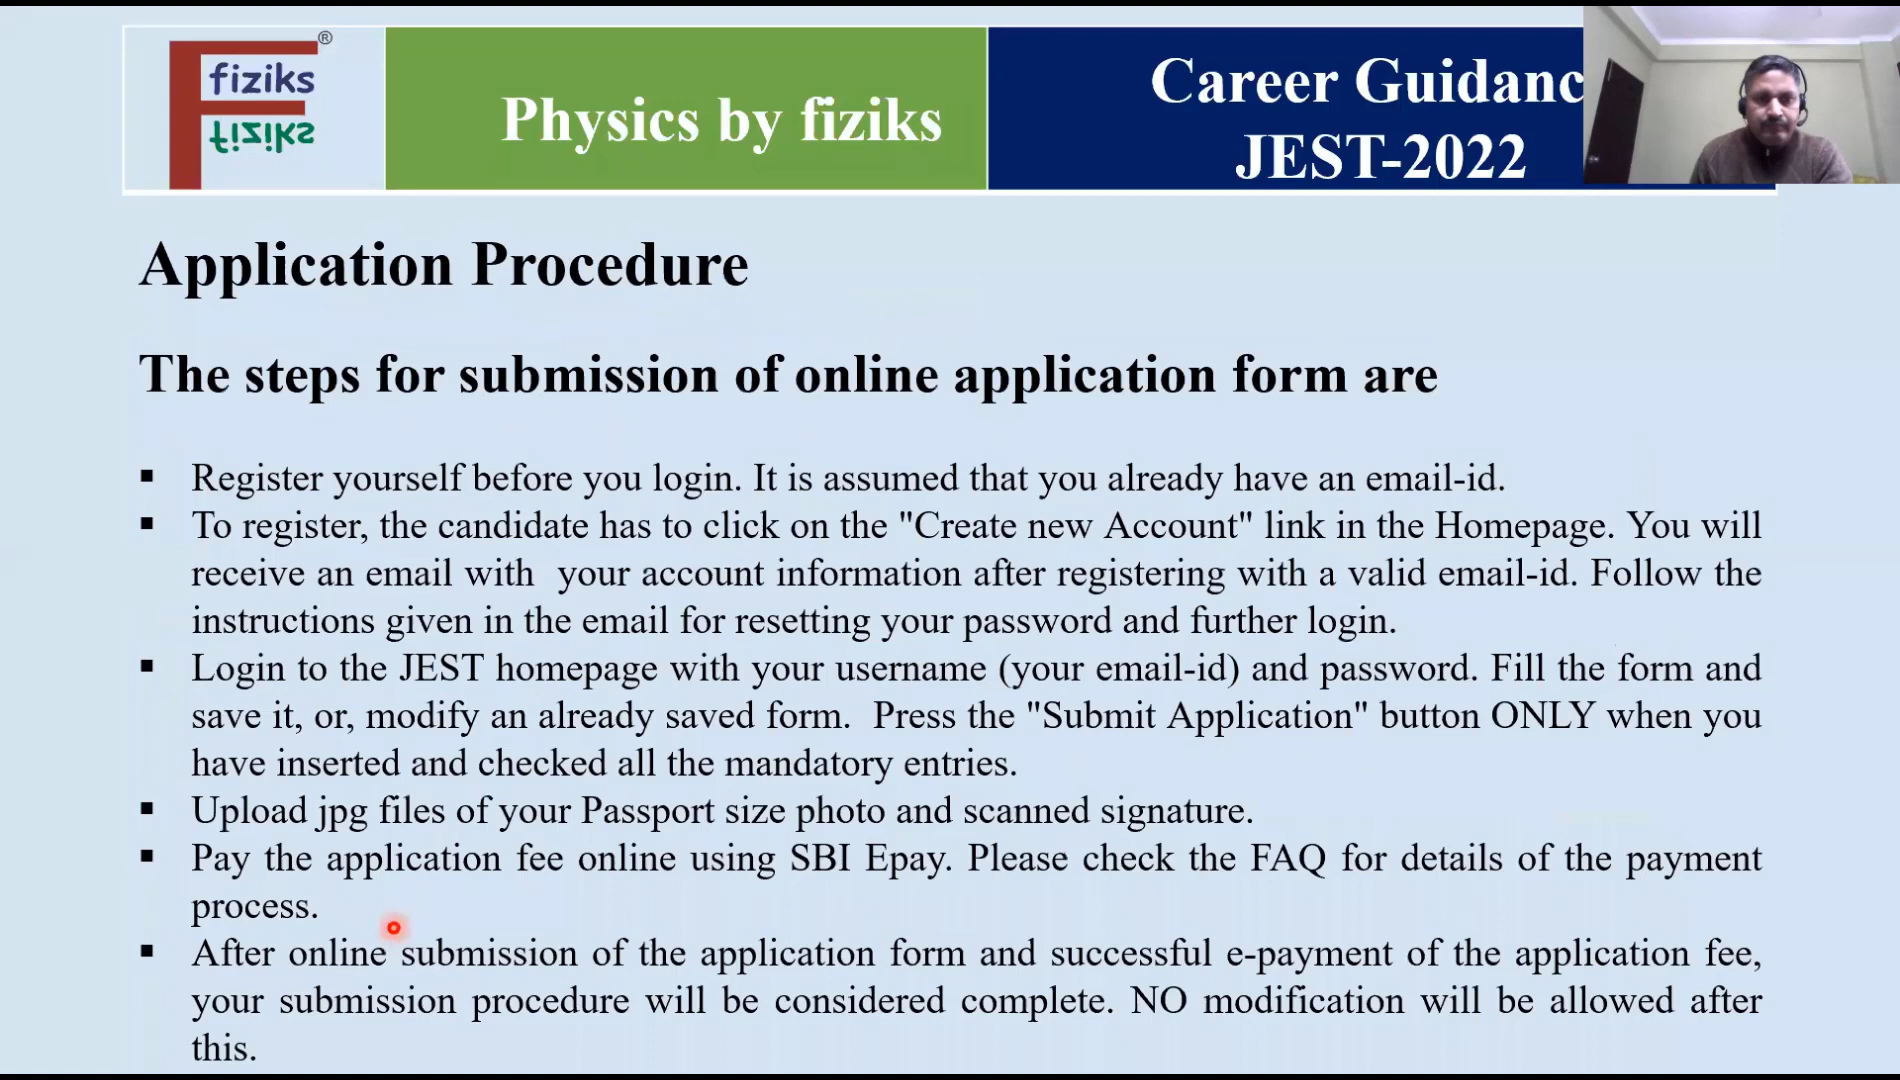 ®
fiziks
fiziks
Physics by fiziks
Career Guidanc
JEST-2022
Application Procedure
The steps for submission of online application form are
▪ Register yourself before you login. It is assumed that you already have an email-id.
▪ To register, the candidate has to click on the "Create new Account" link in the Homepage. You will
receive an email with your account information after registering with a valid email-id. Follow the
instructions given in the email for resetting your password and further login.
▪ Login to the JEST homepage with your username (your email-id) and password. Fill the form and
save it, or, modify an already saved form. Press the "Submit Application" button ONLY when you
have inserted and checked all the mandatory entries.
▪ Upload jpg files of your Passport size photo and scanned signature.
▪ Pay the application fee online using SBI Epay. Please check the FAQ for details of the payment
process.
▪ After online submission of the application form and successful e-payment of the application fee,
your submission procedure will be considered complete. NO modification will be allowed after
this.